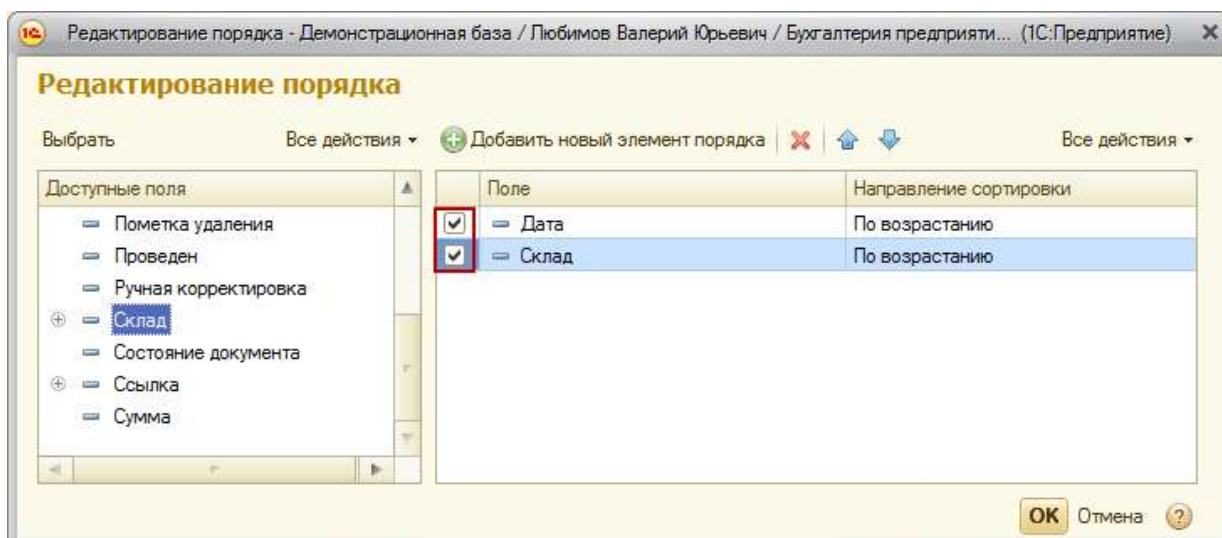 Редактирование порядка - Демонстрационная база / Любимов Валерий Юрьевич / Бухгалтерия предприяти... (1С:Предприятие)
Редактирование порядка
Выбрать Все действия Добавить новый элемент порядка Все действия
Доступные поля Поле Направление сортировки
Пометка удаления Дата По возрастанию
Проведен Склад По возрастанию
Ручная корректировка
Склад
Состояние документа
Ссылка
Сумма
ОК Отмена ?